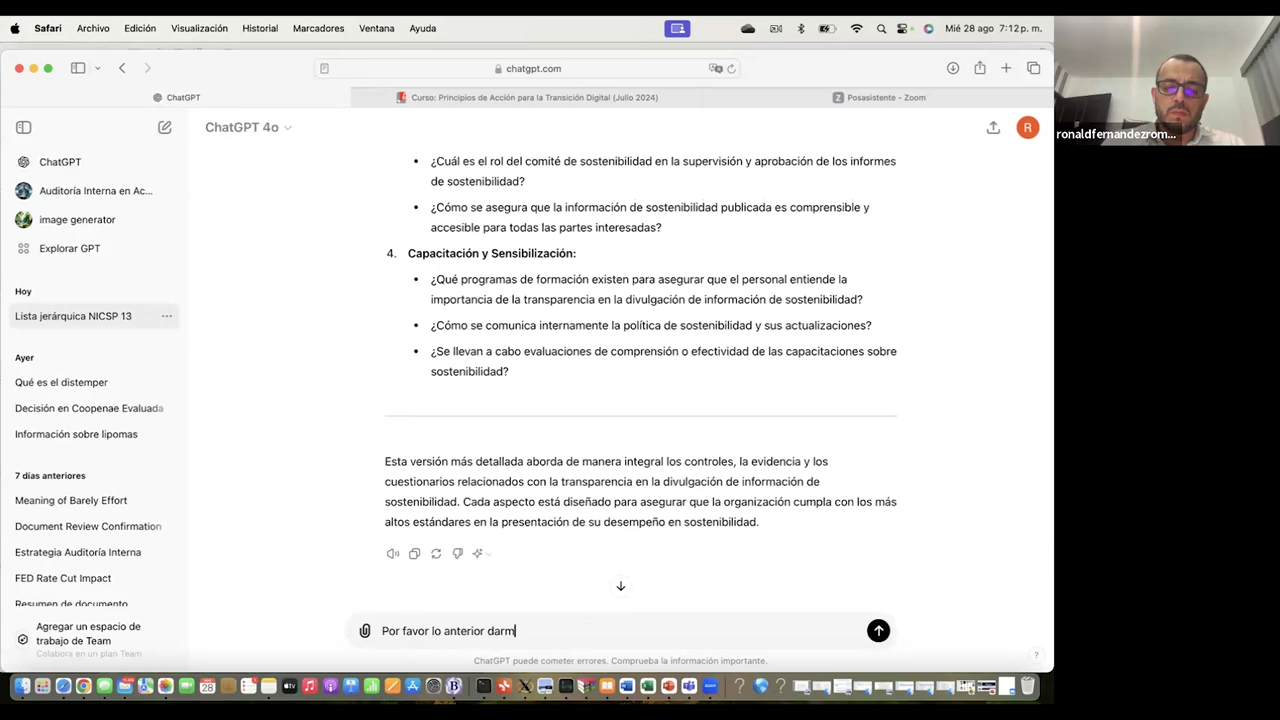 Safari Archivo Edición Visualización Historial Marcadores Ventana Ayuda Mié 28 ago 7:12 p. m.
chatgpt.com
ChatGPT Curso: Principios de Acción para la Transición Digital (Julio 2024) Posasistente - Zoom
ChatGPT 4o R
ronaldfernandezrom...
ChatGPT
Auditoría Interna en Ac...
image generator
Explorar GPT
Hoy
Lista jerárquica NICSP 13
Ayer
Qué es el distemper
Decisión en Coopenae Evaluada
Información sobre lipomas
7 días anteriores
Meaning of Barely Effort
Document Review Confirmation
Estrategia Auditoría Interna
FED Rate Cut Impact
Resumen de documento
Agregar un espacio de
trabajo de Team
Colabora en un plan Team
• ¿Cuál es el rol del comité de sostenibilidad en la supervisión y aprobación de los informes
de sostenibilidad?
• ¿Cómo se asegura que la información de sostenibilidad publicada es comprensible y
accesible para todas las partes interesadas?
4. Capacitación y Sensibilización:
• ¿Qué programas de formación existen para asegurar que el personal entiende la
importancia de la transparencia en la divulgación de información de sostenibilidad?
• ¿Cómo se comunica internamente la política de sostenibilidad y sus actualizaciones?
• ¿Se llevan a cabo evaluaciones de comprensión o efectividad de las capacitaciones sobre
sostenibilidad?
Esta versión más detallada aborda de manera integral los controles, la evidencia y los
cuestionarios relacionados con la transparencia en la divulgación de información de
sostenibilidad. Cada aspecto está diseñado para asegurar que la organización cumpla con los más
altos estándares en la presentación de su desempeño en sostenibilidad.
Por favor lo anterior darm
ChatGPT puede cometer errores. Comprueba la información importante. ?